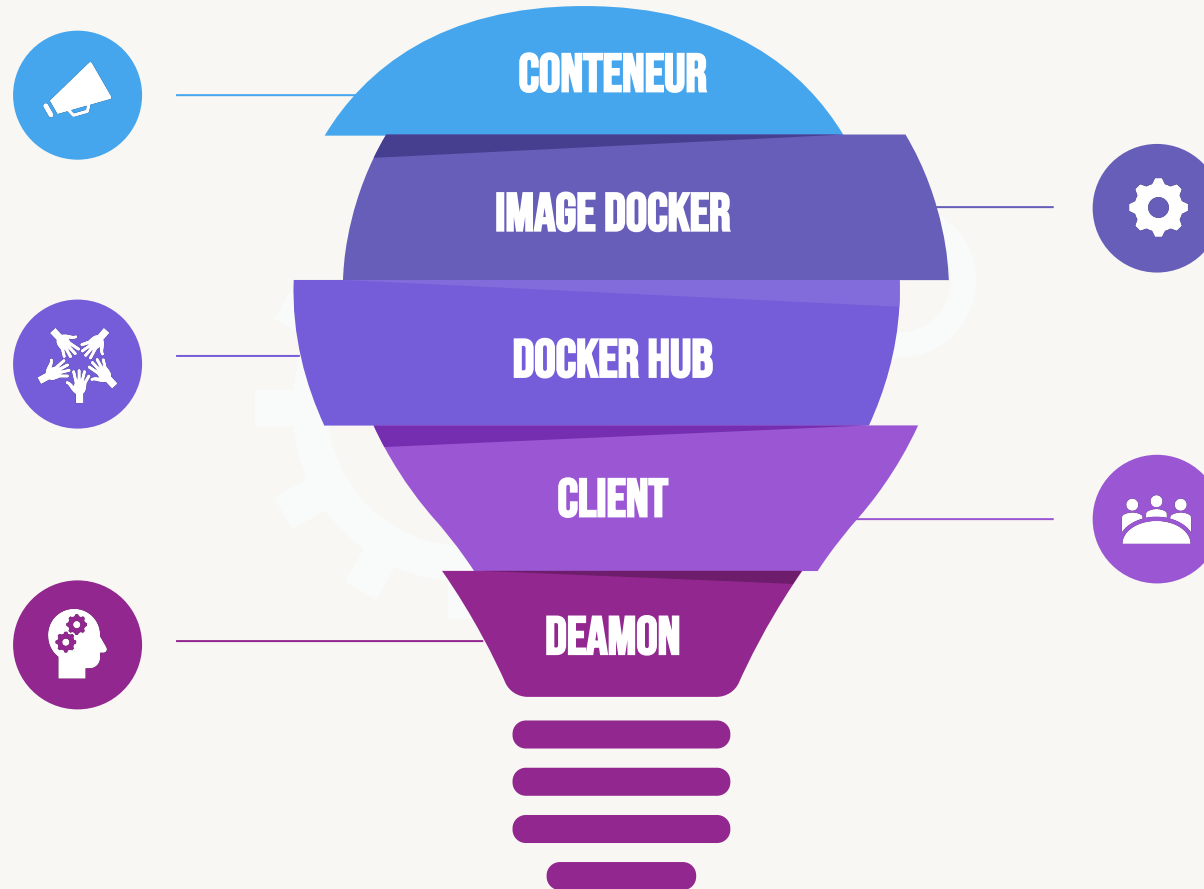 CONTENEUR
IMAGE DOCKER
DOCKER HUB
CLIENT
DEAMON